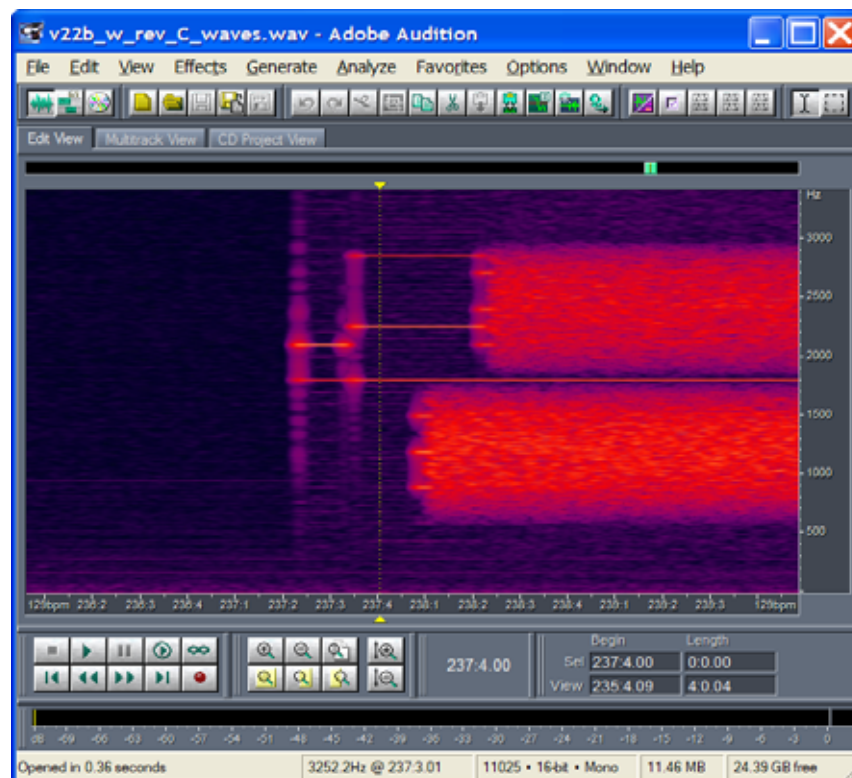 v22b_w_rev_C_waves.wav - Adobe Audition
File Edit View Effects Generate Analyze Favorites Options Window Help
Edit View Multitrack View CD Project View
Hz
3000
2500
2000
1500
1000
500
129bpm 236:2 236:3 236:4 237:1 237:2 237:3 237:4 238:1 238:2 238:3 238:4 239:1 239:2 239:3 129bpm
Begin Length
237:4.00
Sel 237:4.00 0:0.00
View 235:4.09 4:0.04
dB -69 -66 -63 -60 -57 -54 -51 -48 -45 -42 -39 -36 -33 -30 -27 -24 -21 -18 -15 -12 -9 -6 -3 0
Opened in 0.36 seconds 3252.2Hz @ 237:3.01 11025 • 16-bit • Mono 11.46 MB 24.39 GB free